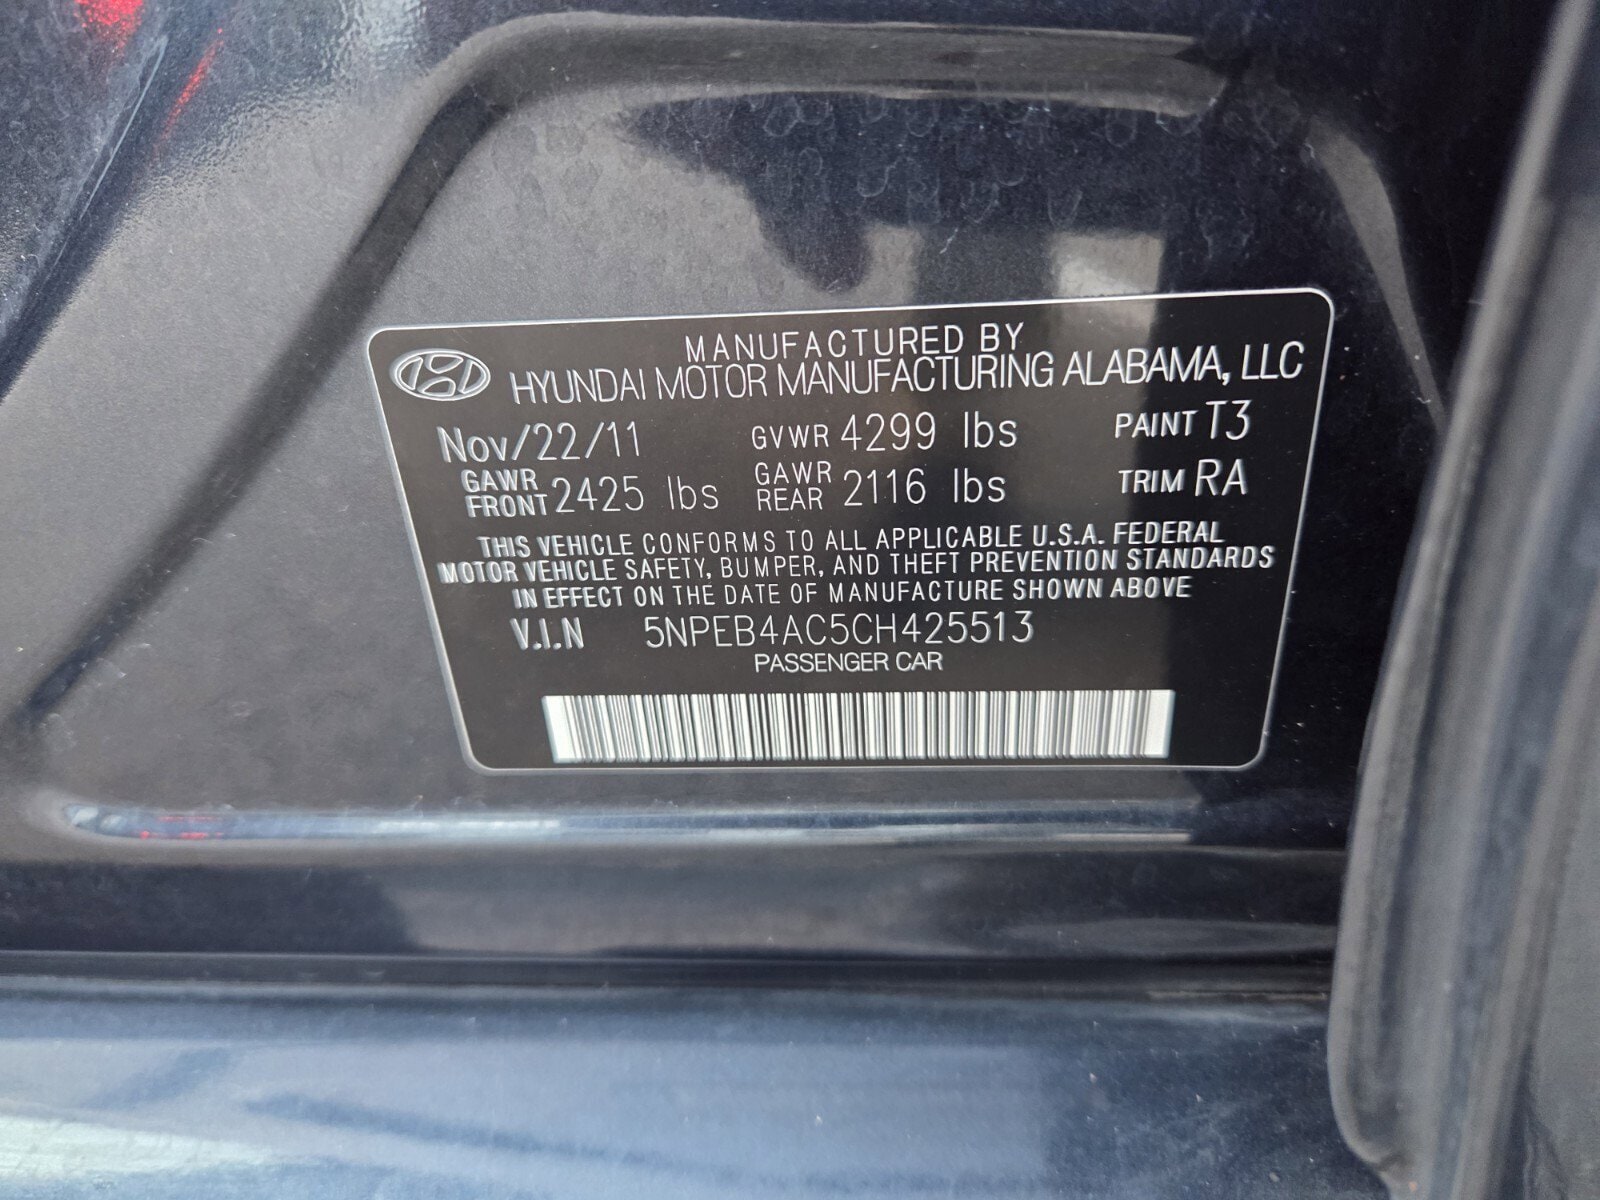 MANUFACTURED BY
HYUNDAI MOTOR MANUFACTURING ALABAMA, LLC
Nov/22/11 GVWR 4299 lbs PAINT T3
GAWR FRONT 2425 lbs GAWR REAR 2116 lbs TRIM RA
THIS VEHICLE CONFORMS TO ALL APPLICABLE U.S.A. FEDERAL
MOTOR VEHICLE SAFETY, BUMPER, AND THEFT PREVENTION STANDARDS
IN EFFECT ON THE DATE OF MANUFACTURE SHOWN ABOVE
V.I.N 5NPEB4AC5CH425513
PASSENGER CAR